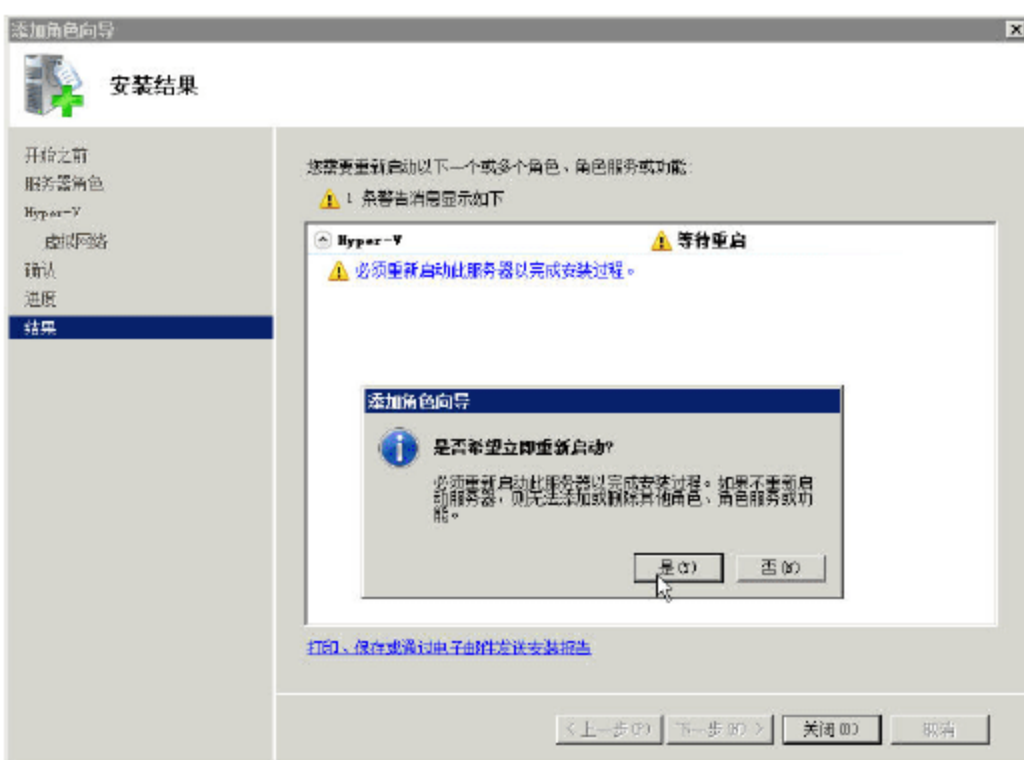 添加角色向导
安装结果
开始之前
服务器角色
Hyper-V
虚拟网络
确认
进度
结果
您需要重新启动以下一个或多个角色、角色服务或功能:
1 条警告消息显示如下
Hyper-V 等待重启
必须重新启动此服务器以完成安装过程。
添加角色向导
是否希望立即重新启动?
必须重新启动此服务器以完成安装过程。如果不重新启
动服务器，则无法添加或删除其他角色、角色服务或功
能。
是(Y) 否(N)
打印、保存或通过电子邮件发送安装报告
< 上一步(P) 下一步(N) > 关闭(O) 取消